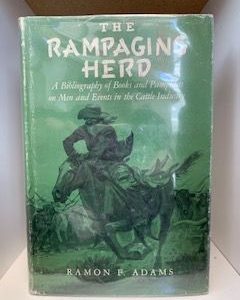 THE
RAMPAGING
HERD
A Bibliography of Books and Pamphlets
on Men and Events in the Cattle Industry
RAMON F. ADAMS